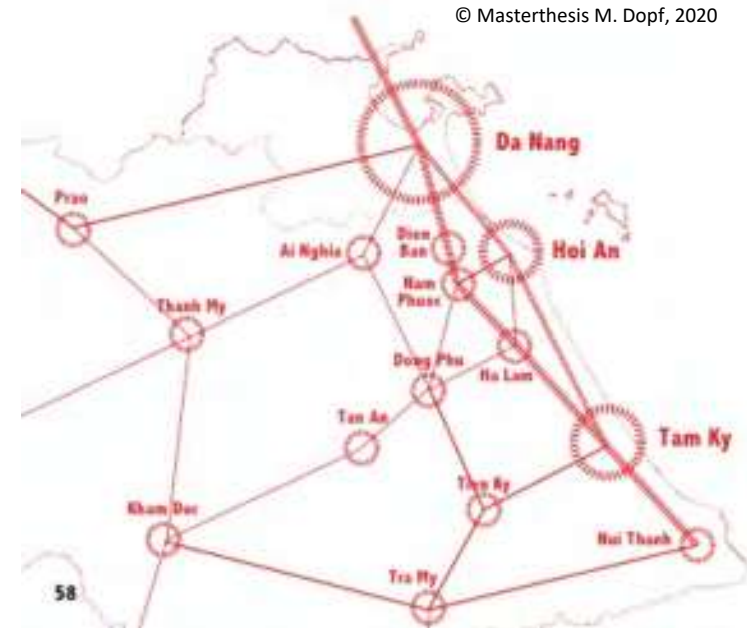 © Masterthesis M. Dopf, 2020
Da Nang
Prao
Dien
Ban
Hoi An
Ai Nghia
Nam
Phuoc
Thanh My
Dong Phu
Ha Lam
Tan An
Tam Ky
Tien Ky
Kham Duc
Nui Thanh
Tra My
58